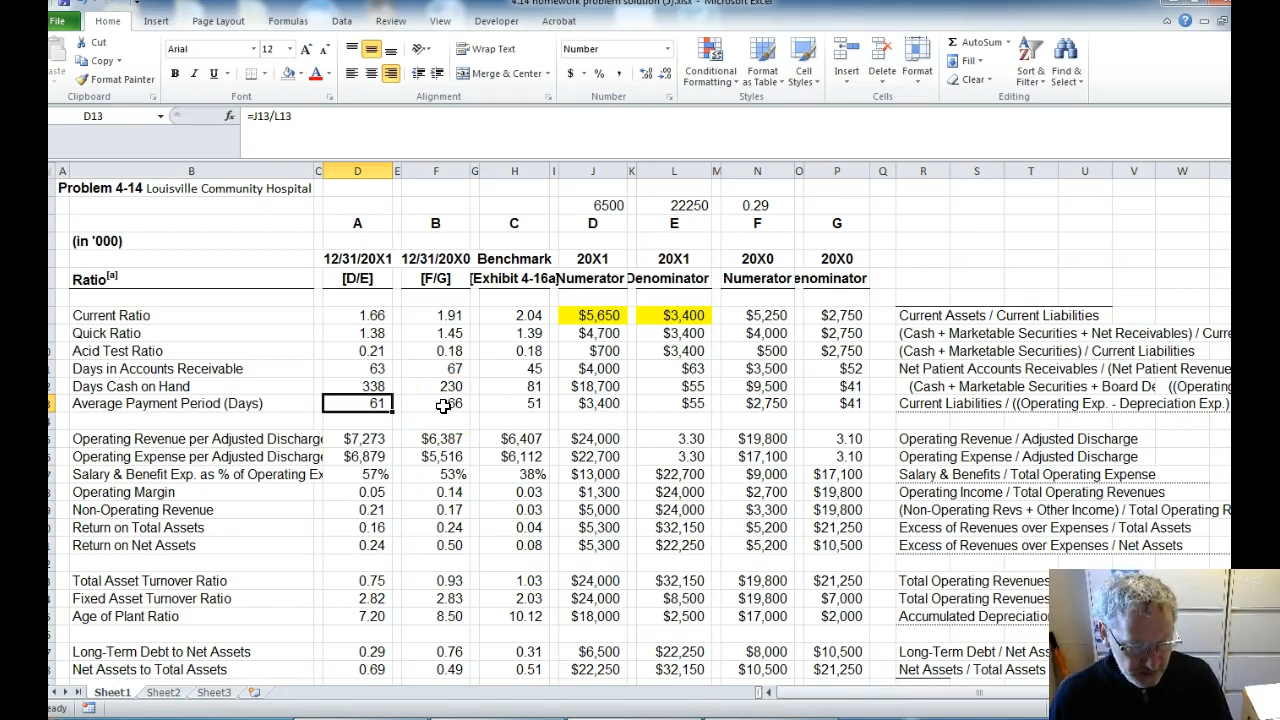 4.14 homework problem solution (5).xlsx - Microsoft Excel
File Home Insert Page Layout Formulas Data Review View Developer Acrobat
Cut
Copy
Format Painter
Clipboard
Arial 12
B I U
Font
Wrap Text
Merge & Center
Alignment
Number
$ % ,
Number
Conditional Formatting
Format as Table
Cell Styles
Styles
Insert Delete Format
Cells
AutoSum
Fill
Clear
Sort & Filter
Find & Select
Editing
D13 fx =J13/L13
A B C D E F G H I J K L M N O P Q R S T U V W
Problem 4-14 Louisville Community Hospital
6500 22250 0.29
A B C D E F G
(in '000)
12/31/20X1 12/31/20X0 Benchmark 20X1 20X1 20X0 20X0
Ratio[a] [D/E] [F/G] [Exhibit 4-16a Numerator Denominator Numerator enominator
Current Ratio 1.66 1.91 2.04 $5,650 $3,400 $5,250 $2,750 Current Assets / Current Liabilities
Quick Ratio 1.38 1.45 1.39 $4,700 $3,400 $4,000 $2,750 (Cash + Marketable Securities + Net Receivables) / Curre
Acid Test Ratio 0.21 0.18 0.18 $700 $3,400 $500 $2,750 (Cash + Marketable Securities) / Current Liabilities
Days in Accounts Receivable 63 67 45 $4,000 $63 $3,500 $52 Net Patient Accounts Receivables / (Net Patient Revenue
Days Cash on Hand 338 230 81 $18,700 $55 $9,500 $41 (Cash + Marketable Securities + Board De ((Operating
Average Payment Period (Days) 61 66 51 $3,400 $55 $2,750 $41 Current Liabilities / ((Operating Exp. - Depreciation Exp.)
Operating Revenue per Adjusted Discharge $7,273 $6,387 $6,407 $24,000 3.30 $19,800 3.10 Operating Revenue / Adjusted Discharge
Operating Expense per Adjusted Discharge $6,879 $5,516 $6,112 $22,700 3.30 $17,100 3.10 Operating Expense / Adjusted Discharge
Salary & Benefit Exp. as % of Operating Ex 57% 53% 38% $13,000 $22,700 $9,000 $17,100 Salary & Benefits / Total Operating Expense
Operating Margin 0.05 0.14 0.03 $1,300 $24,000 $2,700 $19,800 Operating Income / Total Operating Revenues
Non-Operating Revenue 0.21 0.17 0.03 $5,000 $24,000 $3,300 $19,800 (Non-Operating Revs + Other Income) / Total Operating R
Return on Total Assets 0.16 0.24 0.04 $5,300 $32,150 $5,200 $21,250 Excess of Revenues over Expenses / Total Assets
Return on Net Assets 0.24 0.50 0.08 $5,300 $22,250 $5,200 $10,500 Excess of Revenues over Expenses / Net Assets
Total Asset Turnover Ratio 0.75 0.93 1.03 $24,000 $32,150 $19,800 $21,250 Total Operating Revenues
Fixed Asset Turnover Ratio 2.82 2.83 2.03 $24,000 $8,500 $19,800 $7,000 Total Operating Revenues
Age of Plant Ratio 7.20 8.50 10.12 $18,000 $2,500 $17,000 $2,000 Accumulated Depreciatio
Long-Term Debt to Net Assets 0.29 0.76 0.31 $6,500 $22,250 $8,000 $10,500 Long-Term Debt / Net Ass
Net Assets to Total Assets 0.69 0.49 0.51 $22,250 $32,150 $10,500 $21,250 Net Assets / Total Assets
Sheet1 Sheet2 Sheet3
eady